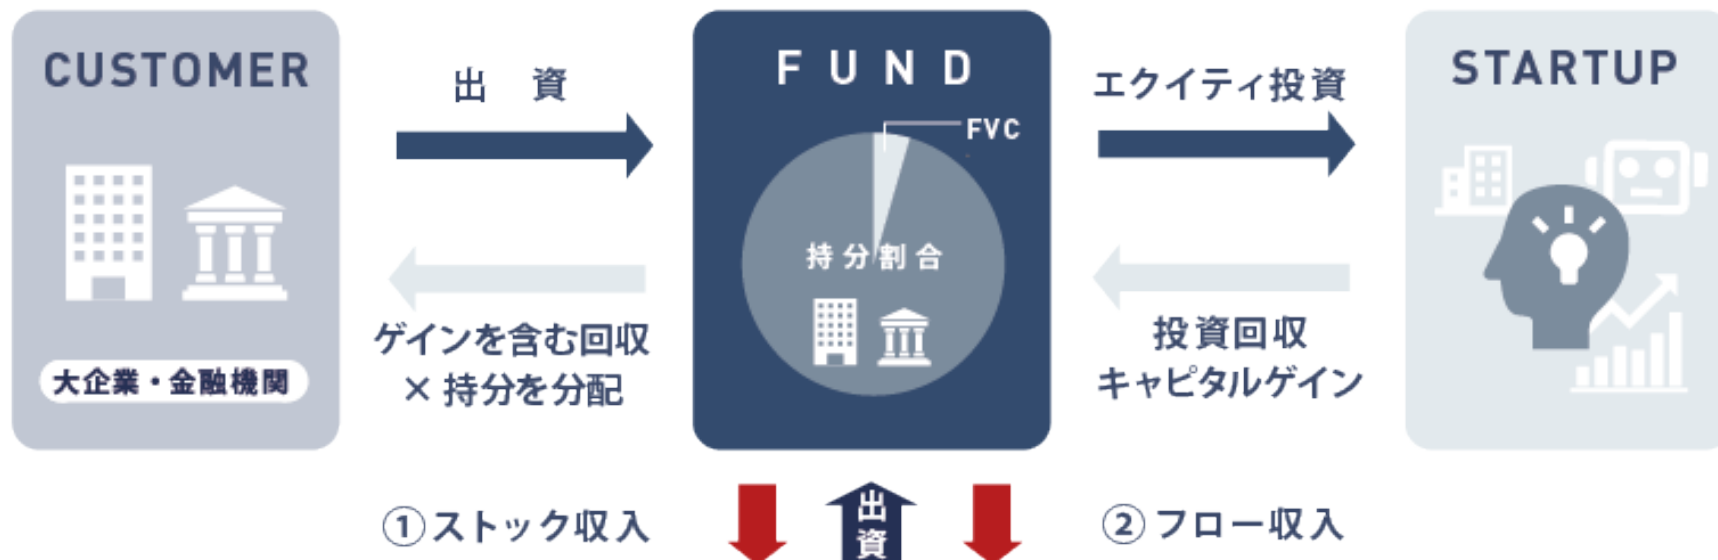 CUSTOMER
大企業・金融機関
出 資
ゲインを含む回収
× 持分を分配
FUND
FVC
持分割合
エクイティ投資
投資回収
キャピタルゲイン
STARTUP
①ストック収入
出資
②フロー収入